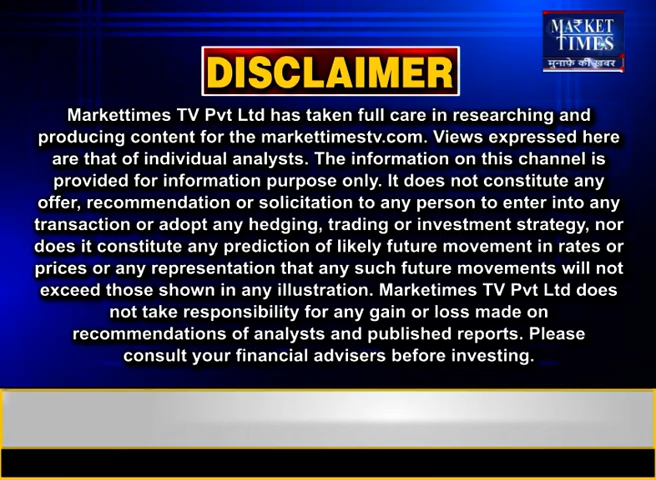 MARKET
TIMES
मुनाफे की खबर
DISCLAIMER
Markettimes TV Pvt Ltd has taken full care in researching and
producing content for the markettimestv.com. Views expressed here
are that of individual analysts. The information on this channel is
provided for information purpose only. It does not constitute any
offer, recommendation or solicitation to any person to enter into any
transaction or adopt any hedging, trading or investment strategy, nor
does it constitute any prediction of likely future movement in rates or
prices or any representation that any such future movements will not
exceed those shown in any illustration. Marketimes TV Pvt Ltd does
not take responsibility for any gain or loss made on
recommendations of analysts and published reports. Please
consult your financial advisers before investing.